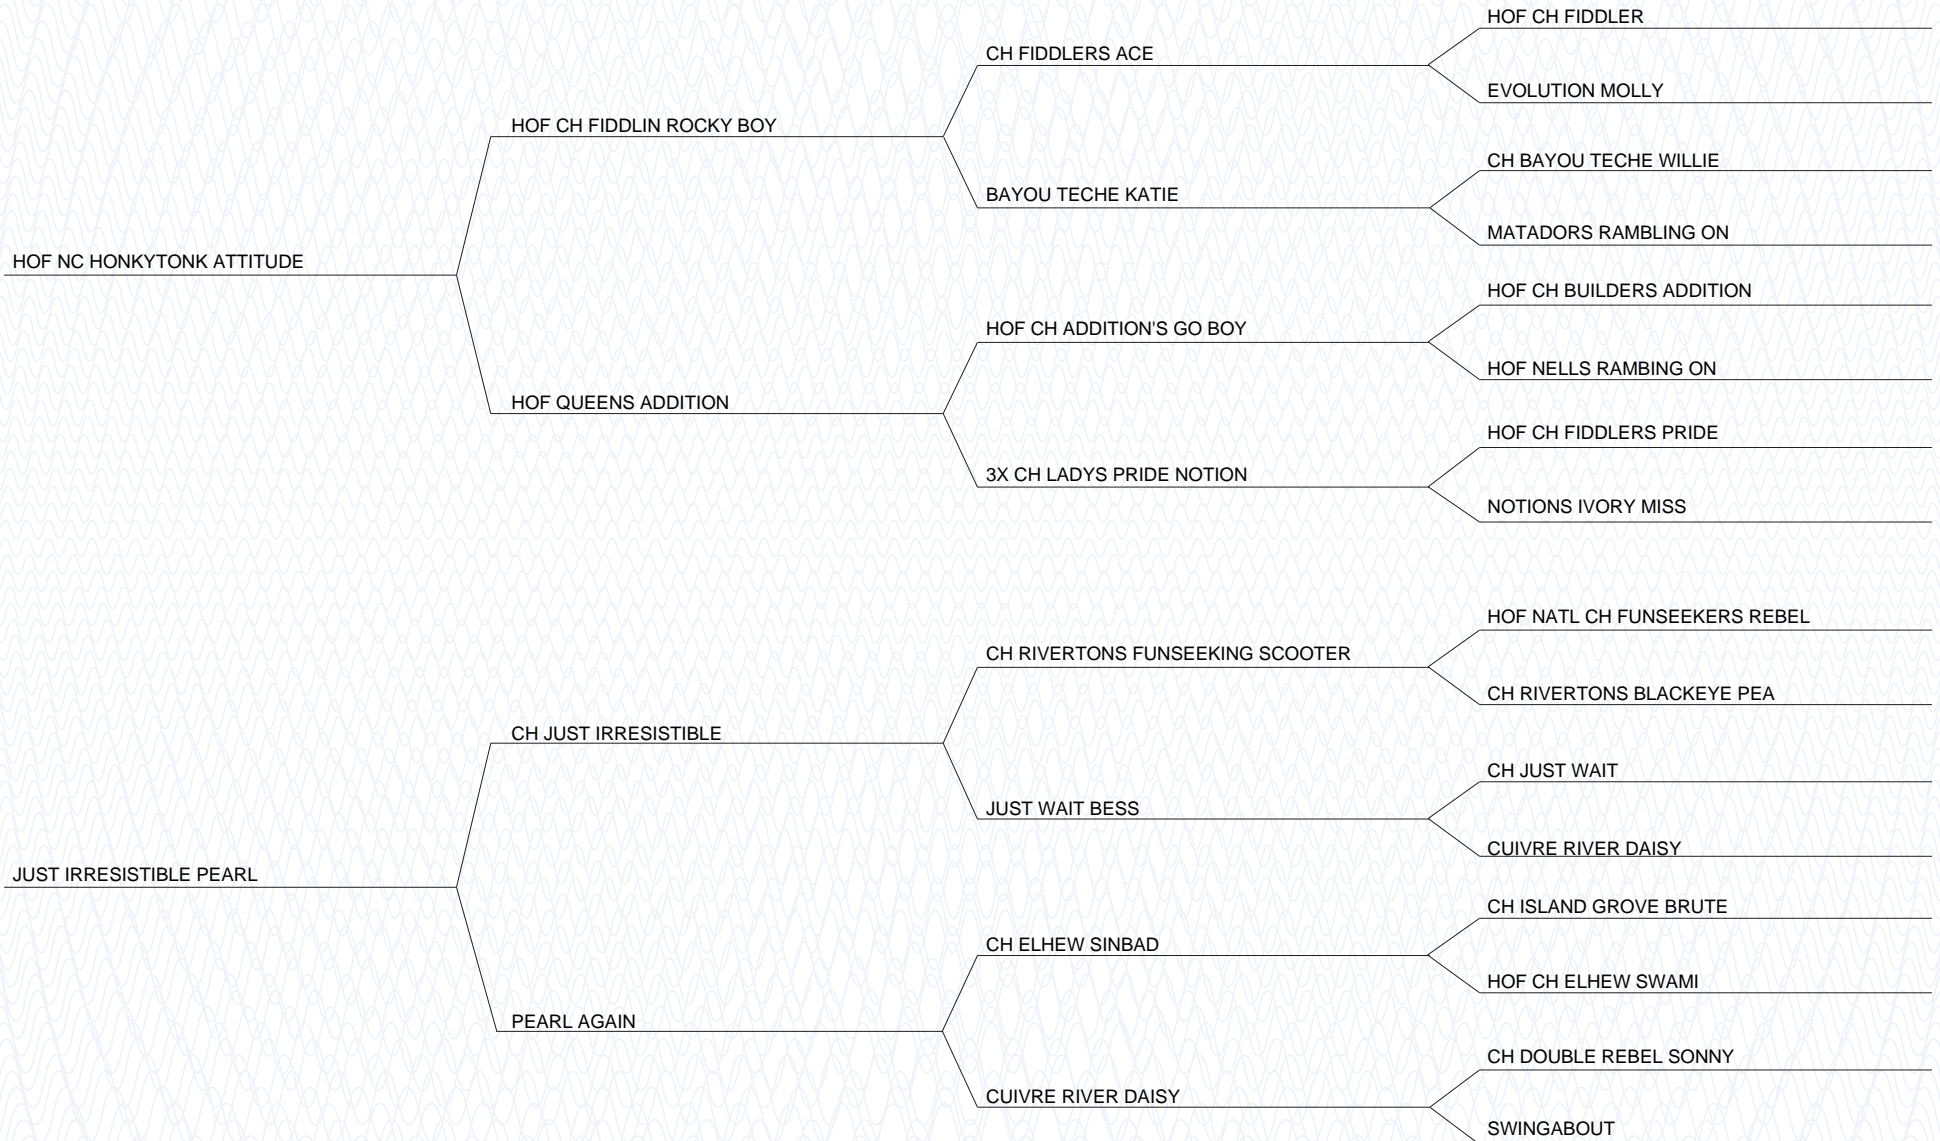 HOF CH FIDDLER
CH FIDDLERS ACE
EVOLUTION MOLLY
HOF CH FIDDLIN ROCKY BOY
CH BAYOU TECHE WILLIE
BAYOU TECHE KATIE
MATADORS RAMBLING ON
HOF NC HONKYTONK ATTITUDE
HOF CH BUILDERS ADDITION
HOF CH ADDITION'S GO BOY
HOF NELLS RAMBING ON
HOF QUEENS ADDITION
HOF CH FIDDLERS PRIDE
3X CH LADYS PRIDE NOTION
NOTIONS IVORY MISS
HOF NATL CH FUNSEEKERS REBEL
CH RIVERTONS FUNSEEKING SCOOTER
CH RIVERTONS BLACKEYE PEA
CH JUST IRRESISTIBLE
CH JUST WAIT
JUST WAIT BESS
CUIVRE RIVER DAISY
JUST IRRESISTIBLE PEARL
CH ISLAND GROVE BRUTE
CH ELHEW SINBAD
HOF CH ELHEW SWAMI
PEARL AGAIN
CH DOUBLE REBEL SONNY
CUIVRE RIVER DAISY
SWINGABOUT